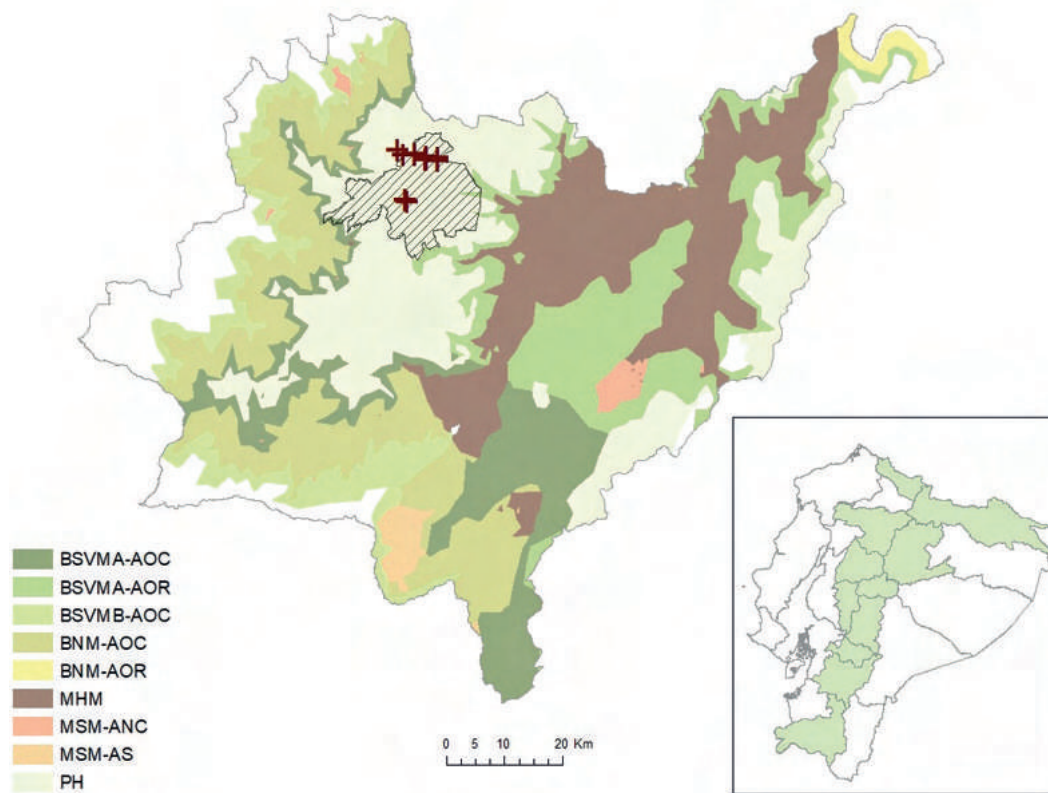 BSVMA-AOC
BSVMA-AOR
BSVMB-AOC
BNM-AOC
BNM-AOR
MHM
MSM-ANC
MSM-AS
PH
0 5 10 20 Km